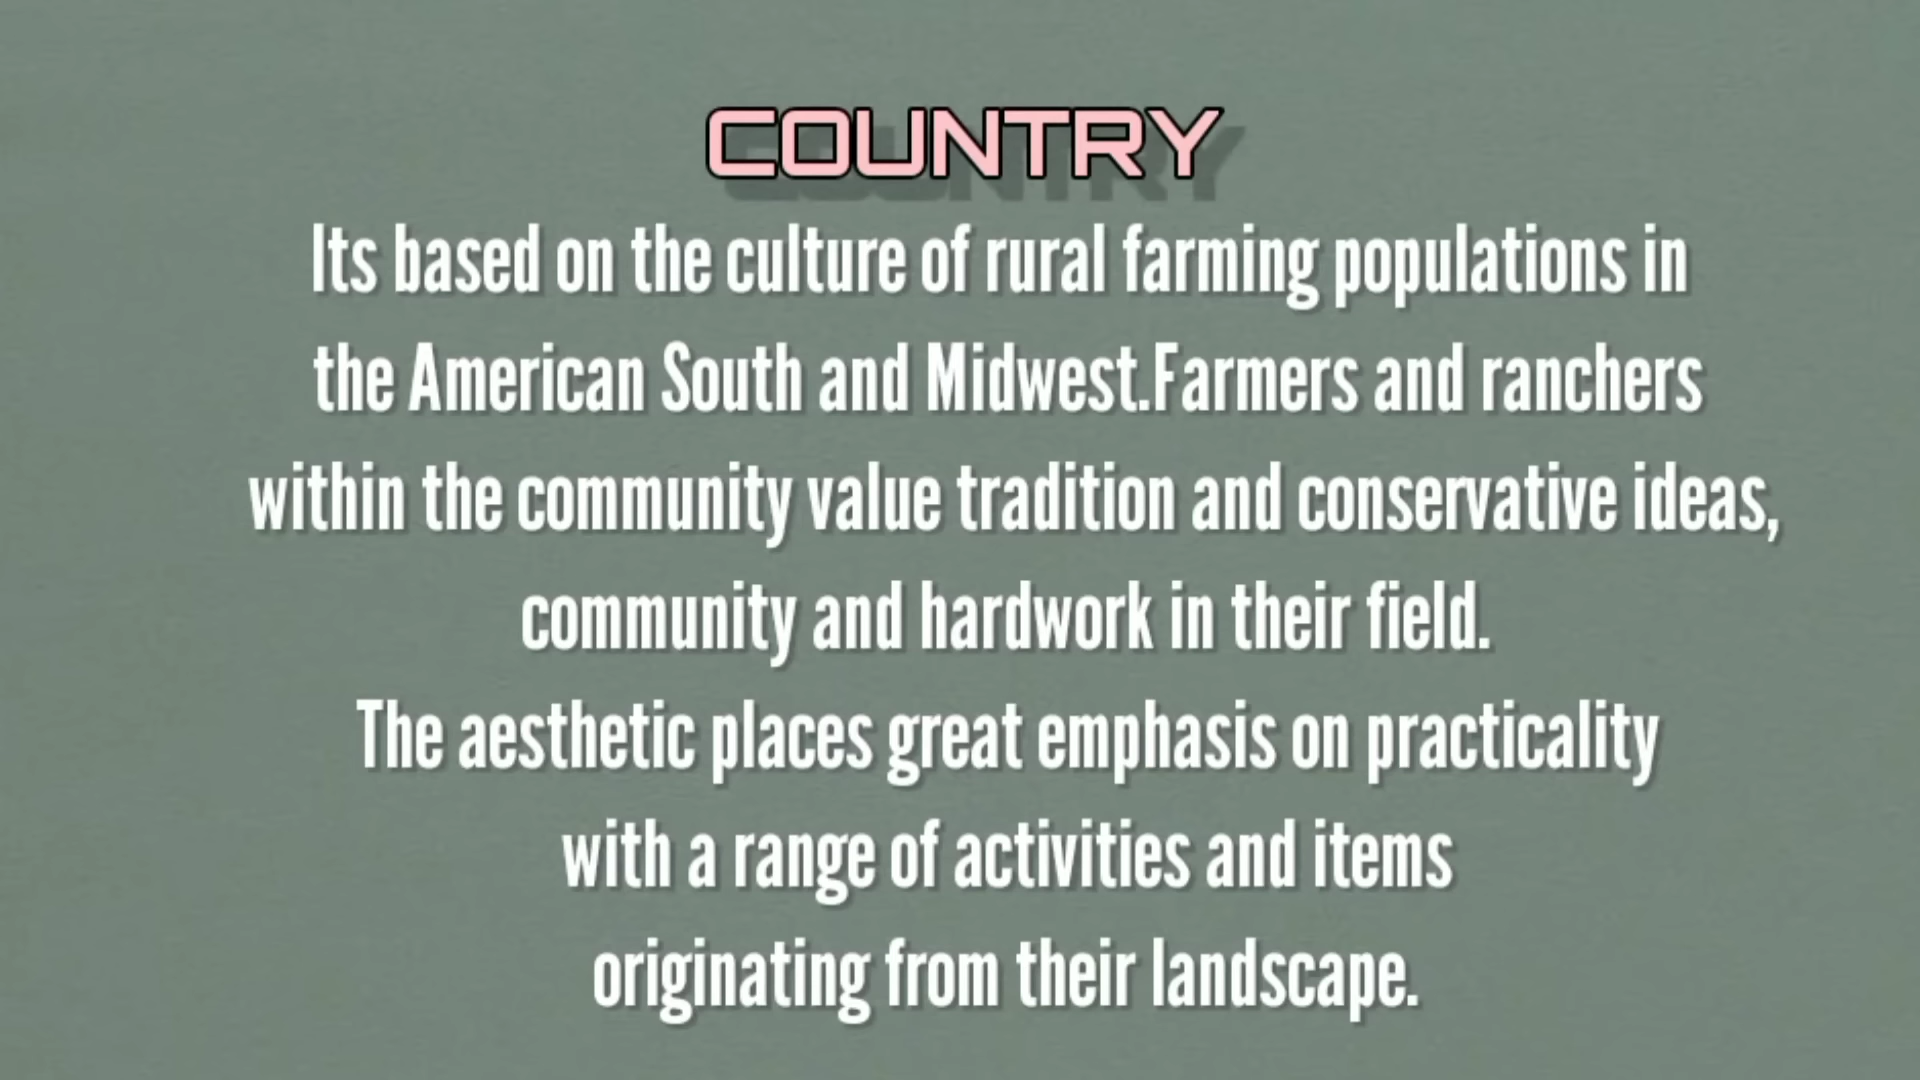 COUNTRY
Its based on the culture of rural farming populations in
the American South and Midwest.Farmers and ranchers
within the community value tradition and conservative ideas,
community and hardwork in their field.
The aesthetic places great emphasis on practicality
with a range of activities and items
originating from their landscape.